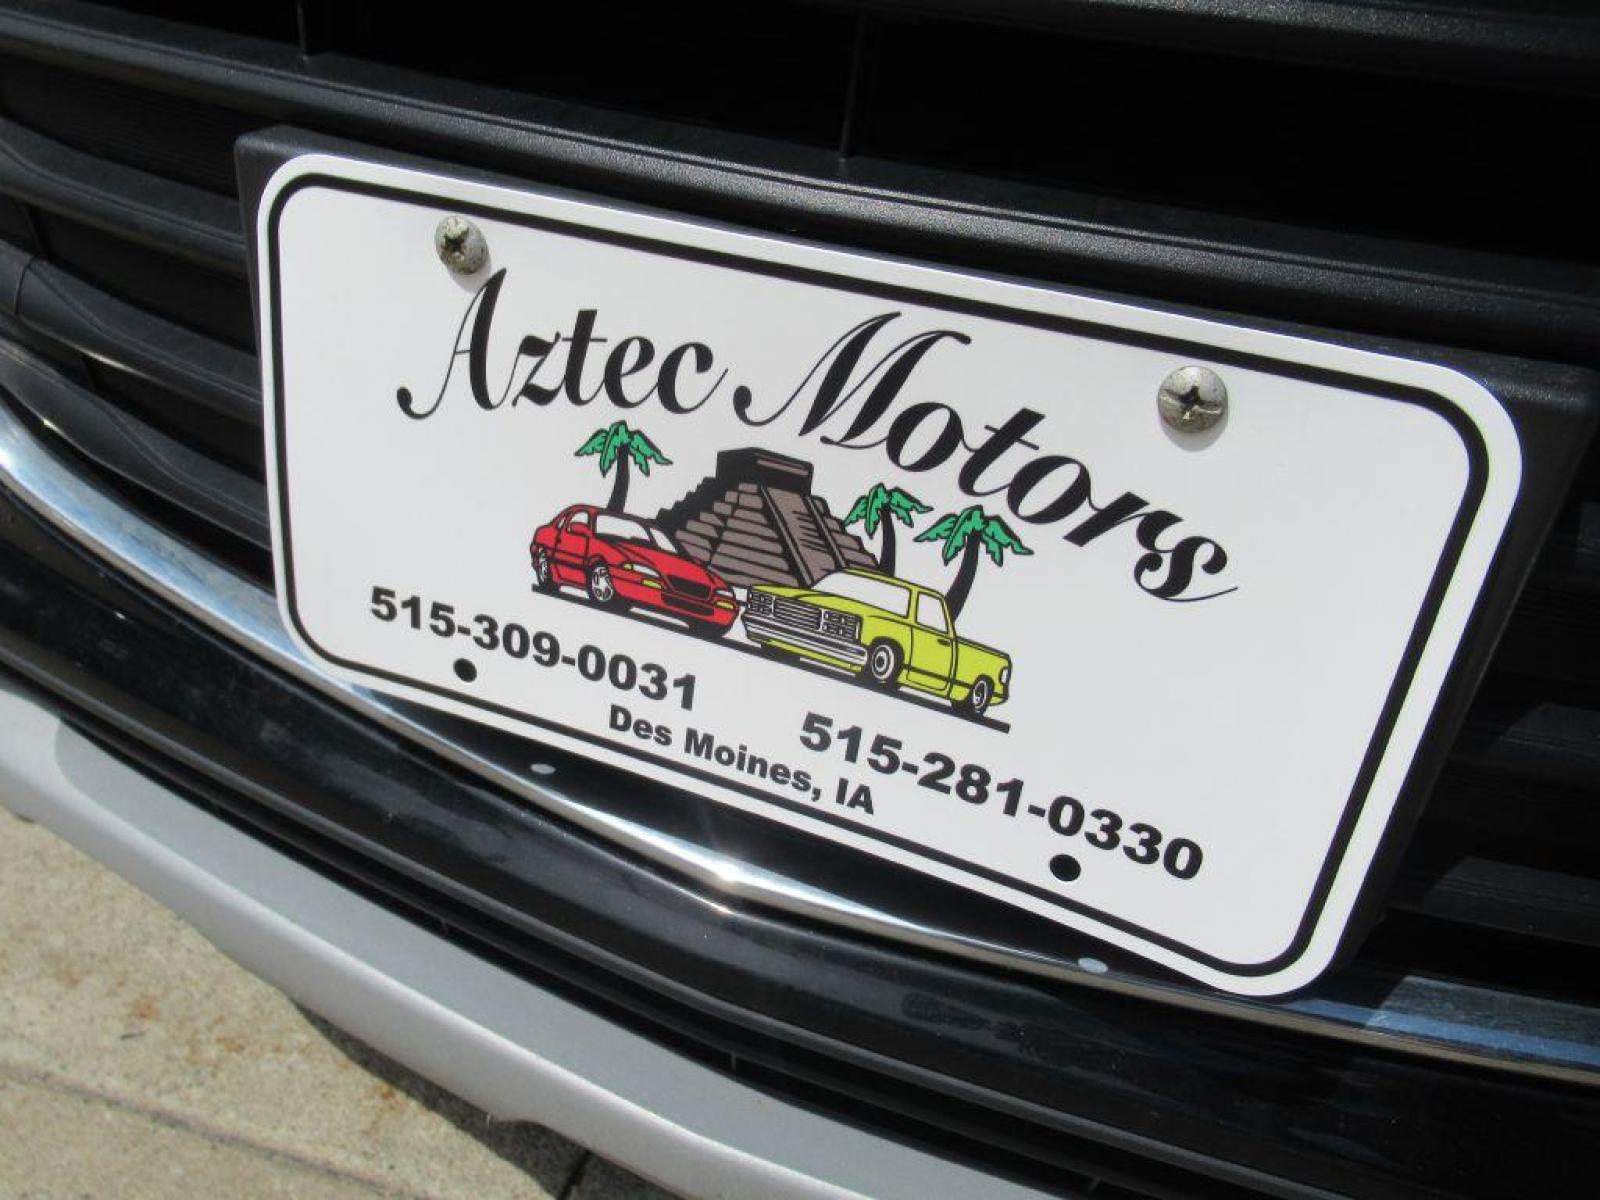 Aztec Motors
515-309-0031
515-281-0330
Des Moines, IA